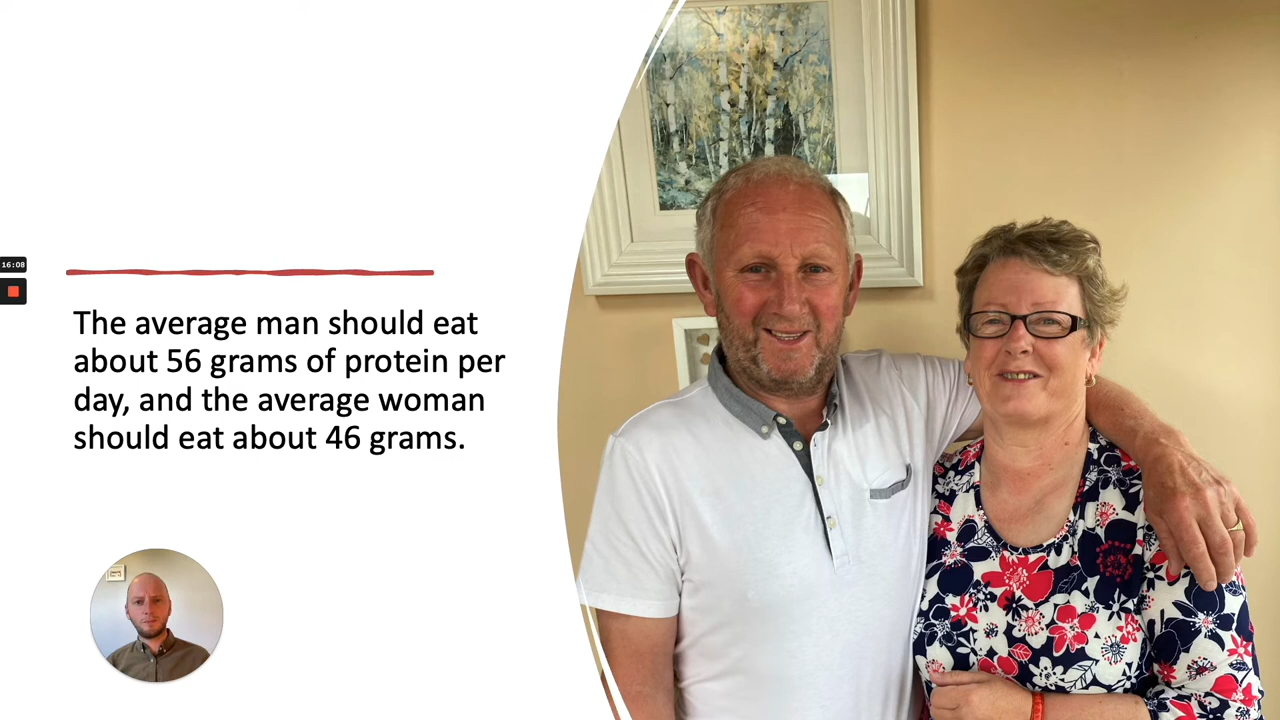 16:08
The average man should eat
about 56 grams of protein per
day, and the average woman
should eat about 46 grams.